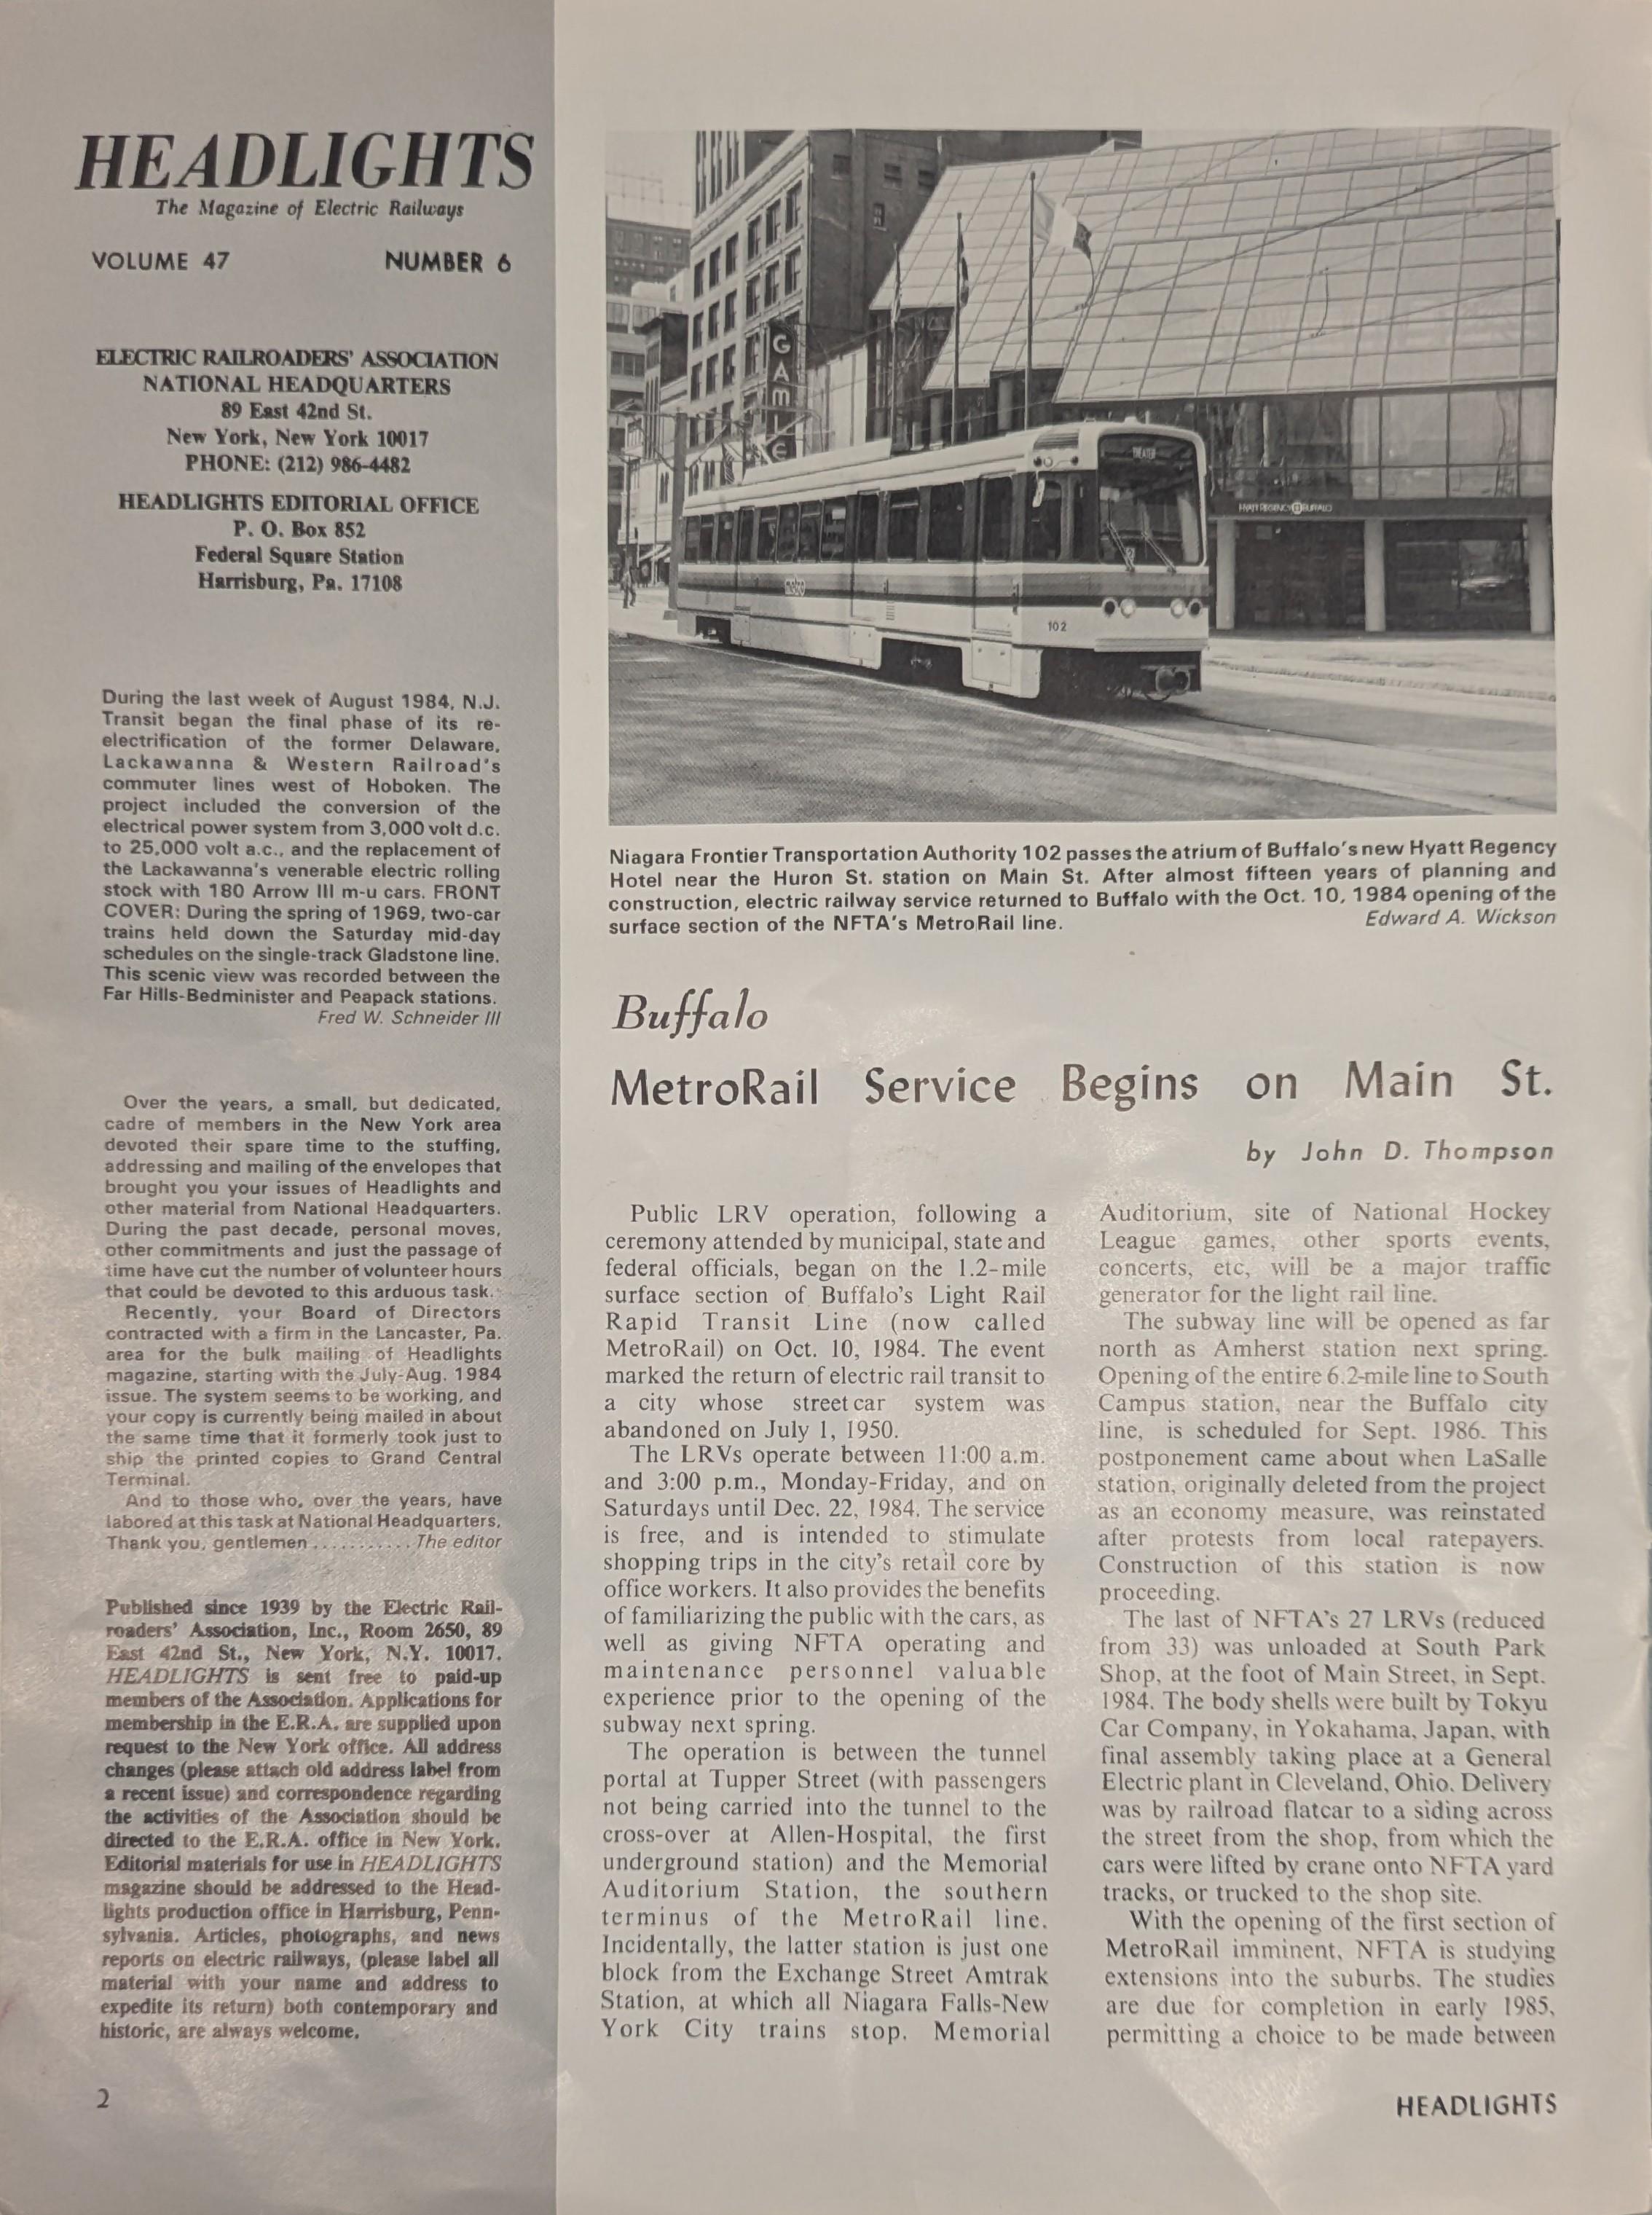 HEADLIGHTS
The Magazine of Electric Railways
VOLUME 47 NUMBER 6
ELECTRIC RAILROADERS' ASSOCIATION
NATIONAL HEADQUARTERS
89 East 42nd St.
New York, New York 10017
PHONE: (212) 986-4482
HEADLIGHTS EDITORIAL OFFICE
P. O. Box 852
Federal Square Station
Harrisburg, Pa. 17108
During the last week of August 1984, N.J.
Transit began the final phase of its re-
electrification of the former Delaware,
Lackawanna & Western Railroad's
commuter lines west of Hoboken. The
project included the conversion of the
electrical power system from 3,000 volt d.c.
to 25,000 volt a.c., and the replacement of
the Lackawanna's venerable electric rolling
stock with 180 Arrow III m-u cars. FRONT
COVER: During the spring of 1969, two-car
trains held down the Saturday mid-day
schedules on the single-track Gladstone line.
This scenic view was recorded between the
Far Hills-Bedminister and Peapack stations.
Fred W. Schneider III
Over the years, a small, but dedicated,
cadre of members in the New York area
devoted their spare time to the stuffing,
addressing and mailing of the envelopes that
brought you your issues of Headlights and
other material from National Headquarters.
During the past decade, personal moves,
other commitments and just the passage of
time have cut the number of volunteer hours
that could be devoted to this arduous task.
Recently, your Board of Directors
contracted with a firm in the Lancaster, Pa.
area for the bulk mailing of Headlights
magazine, starting with the July-Aug. 1984
issue. The system seems to be working, and
your copy is currently being mailed in about
the same time that it formerly took just to
ship the printed copies to Grand Central
Terminal.
And to those who, over the years, have
labored at this task at National Headquarters,
Thank you, gentlemen . . . . . . . . . . . The editor
Published since 1939 by the Electric Rail-
roaders' Association, Inc., Room 2650, 89
East 42nd St., New York, N.Y. 10017.
HEADLIGHTS is sent free to paid-up
members of the Association. Applications for
membership in the E.R.A. are supplied upon
request to the New York office. All address
changes (please attach old address label from
a recent issue) and correspondence regarding
the activities of the Association should be
directed to the E.R.A. office in New York.
Editorial materials for use in HEADLIGHTS
magazine should be addressed to the Head-
lights production office in Harrisburg, Penn-
sylvania. Articles, photographs, and news
reports on electric railways, (please label all
material with your name and address to
expedite its return) both contemporary and
historic, are always welcome.
2
GAMLE
THEATER
HYATT REGENCY BUFFALO
metro
102
Niagara Frontier Transportation Authority 102 passes the atrium of Buffalo's new Hyatt Regency
Hotel near the Huron St. station on Main St. After almost fifteen years of planning and
construction, electric railway service returned to Buffalo with the Oct. 10, 1984 opening of the
surface section of the NFTA's MetroRail line. Edward A. Wickson
Buffalo
MetroRail Service Begins on Main St.
by John D. Thompson
Public LRV operation, following a
ceremony attended by municipal, state and
federal officials, began on the 1.2-mile
surface section of Buffalo's Light Rail
Rapid Transit Line (now called
MetroRail) on Oct. 10, 1984. The event
marked the return of electric rail transit to
a city whose streetcar system was
abandoned on July 1, 1950.
The LRVs operate between 11:00 a.m.
and 3:00 p.m., Monday-Friday, and on
Saturdays until Dec. 22, 1984. The service
is free, and is intended to stimulate
shopping trips in the city's retail core by
office workers. It also provides the benefits
of familiarizing the public with the cars, as
well as giving NFTA operating and
maintenance personnel valuable
experience prior to the opening of the
subway next spring.
The operation is between the tunnel
portal at Tupper Street (with passengers
not being carried into the tunnel to the
cross-over at Allen-Hospital, the first
underground station) and the Memorial
Auditorium Station, the southern
terminus of the MetroRail line.
Incidentally, the latter station is just one
block from the Exchange Street Amtrak
Station, at which all Niagara Falls-New
York City trains stop. Memorial
Auditorium, site of National Hockey
League games, other sports events,
concerts, etc, will be a major traffic
generator for the light rail line.
The subway line will be opened as far
north as Amherst station next spring.
Opening of the entire 6.2-mile line to South
Campus station, near the Buffalo city
line, is scheduled for Sept. 1986. This
postponement came about when LaSalle
station, originally deleted from the project
as an economy measure, was reinstated
after protests from local ratepayers.
Construction of this station is now
proceeding.
The last of NFTA's 27 LRVs (reduced
from 33) was unloaded at South Park
Shop, at the foot of Main Street, in Sept.
1984. The body shells were built by Tokyu
Car Company, in Yokahama, Japan, with
final assembly taking place at a General
Electric plant in Cleveland, Ohio. Delivery
was by railroad flatcar to a siding across
the street from the shop, from which the
cars were lifted by crane onto NFTA yard
tracks, or trucked to the shop site.
With the opening of the first section of
MetroRail imminent, NFTA is studying
extensions into the suburbs. The studies
are due for completion in early 1985,
permitting a choice to be made between
HEADLIGHTS